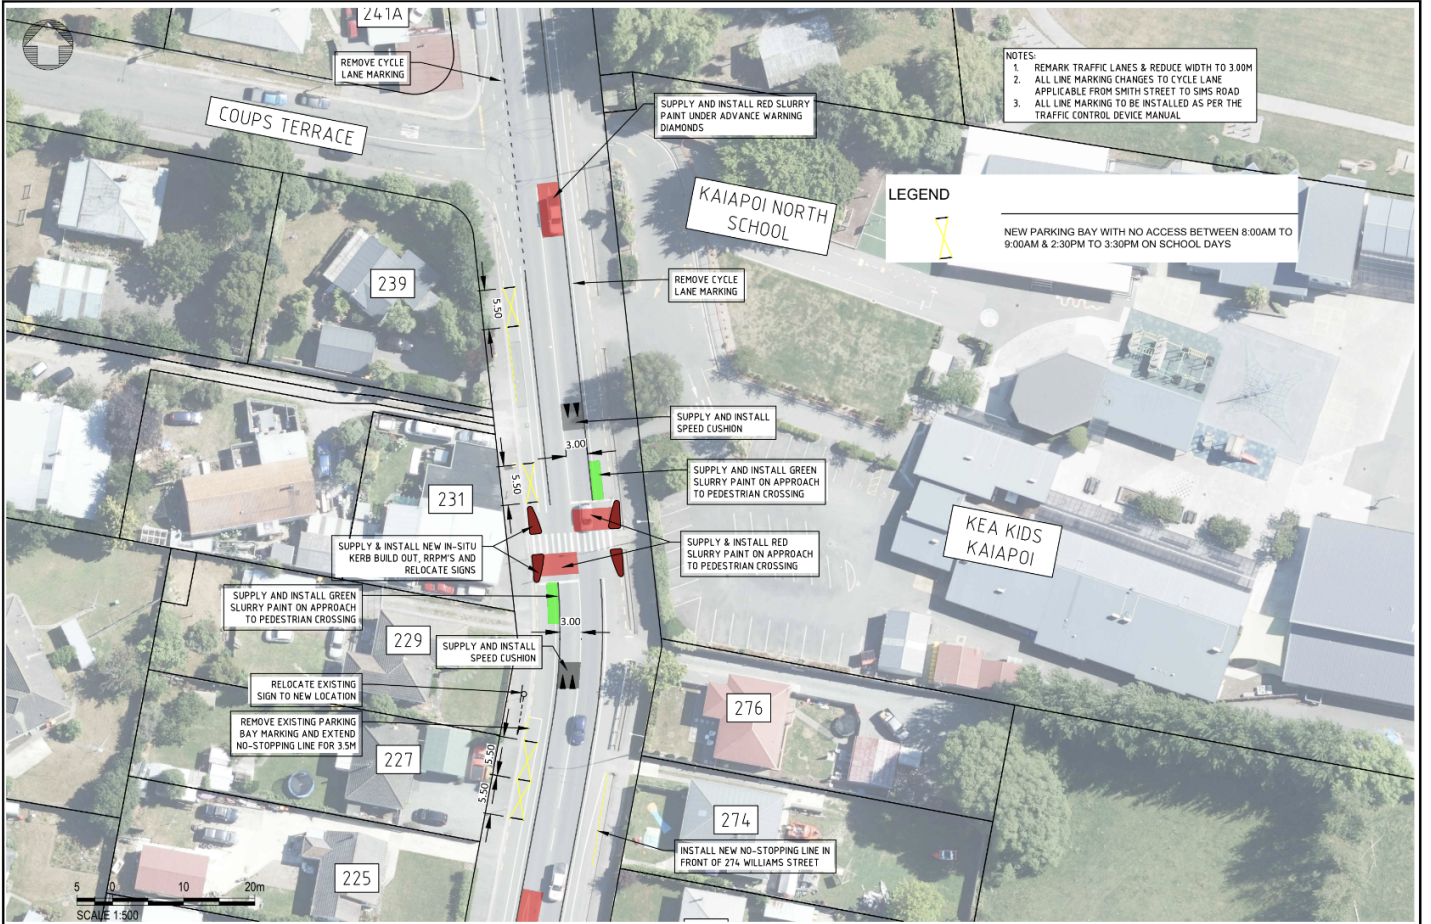 241A
REMOVE CYCLE
LANE MARKING
COUPS TERRACE
SUPPLY AND INSTALL RED SLURRY
PAINT UNDER ADVANCE WARNING
DIAMONDS
NOTES:
1. REMARK TRAFFIC LANES & REDUCE WIDTH TO 3.00M
2. ALL LINE MARKING CHANGES TO CYCLE LANE
APPLICABLE FROM SMITH STREET TO SIMS ROAD
3. ALL LINE MARKING TO BE INSTALLED AS PER THE
TRAFFIC CONTROL DEVICE MANUAL
KAIAPOI NORTH
SCHOOL
LEGEND
NEW PARKING BAY WITH NO ACCESS BETWEEN 8:00AM TO
9:00AM & 2:30PM TO 3:30PM ON SCHOOL DAYS
239
5.50
REMOVE CYCLE
LANE MARKING
SUPPLY AND INSTALL
SPEED CUSHION
3.00
SUPPLY AND INSTALL GREEN
SLURRY PAINT ON APPROACH
TO PEDESTRIAN CROSSING
5.50
231
KEA KIDS
KAIAPOI
SUPPLY & INSTALL NEW IN-SITU
KERB BUILD OUT, RRPM'S AND
RELOCATE SIGNS
SUPPLY & INSTALL RED
SLURRY PAINT ON APPROACH
TO PEDESTRIAN CROSSING
SUPPLY AND INSTALL GREEN
SLURRY PAINT ON APPROACH
TO PEDESTRIAN CROSSING
3.00
229
SUPPLY AND INSTALL
SPEED CUSHION
RELOCATE EXISTING
SIGN TO NEW LOCATION
276
REMOVE EXISTING PARKING
BAY MARKING AND EXTEND
NO-STOPPING LINE FOR 3.5M
227
5.50
5.50
274
INSTALL NEW NO-STOPPING LINE IN
FRONT OF 274 WILLIAMS STREET
225
5 0 10 20m
SCALE 1:500